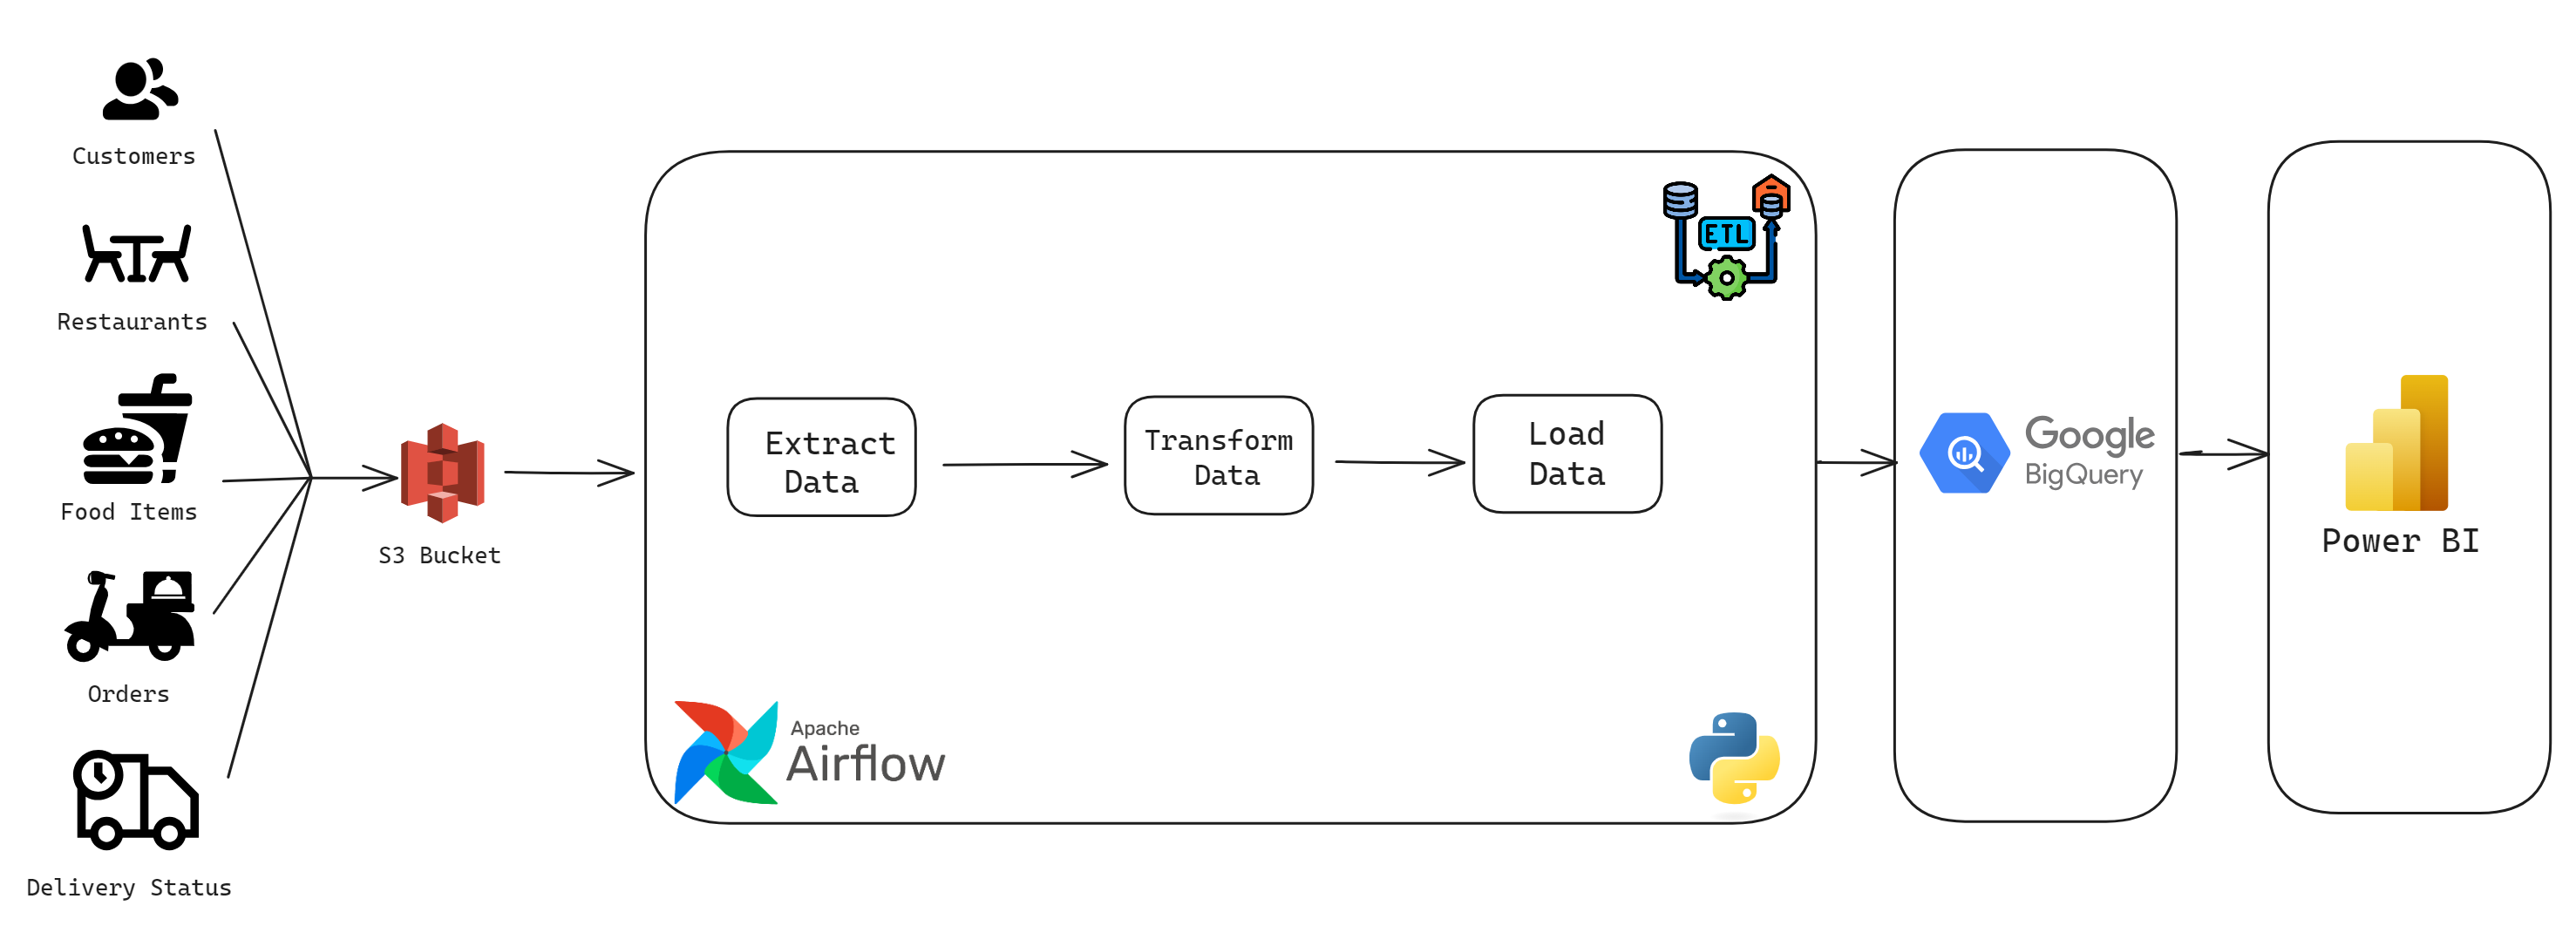 Customers
Restaurants
Food Items
Orders
Delivery Status
S3 Bucket
ETL
Extract
Data
Transform
Data
Load
Data
Apache
Airflow
Google
BigQuery
Power BI